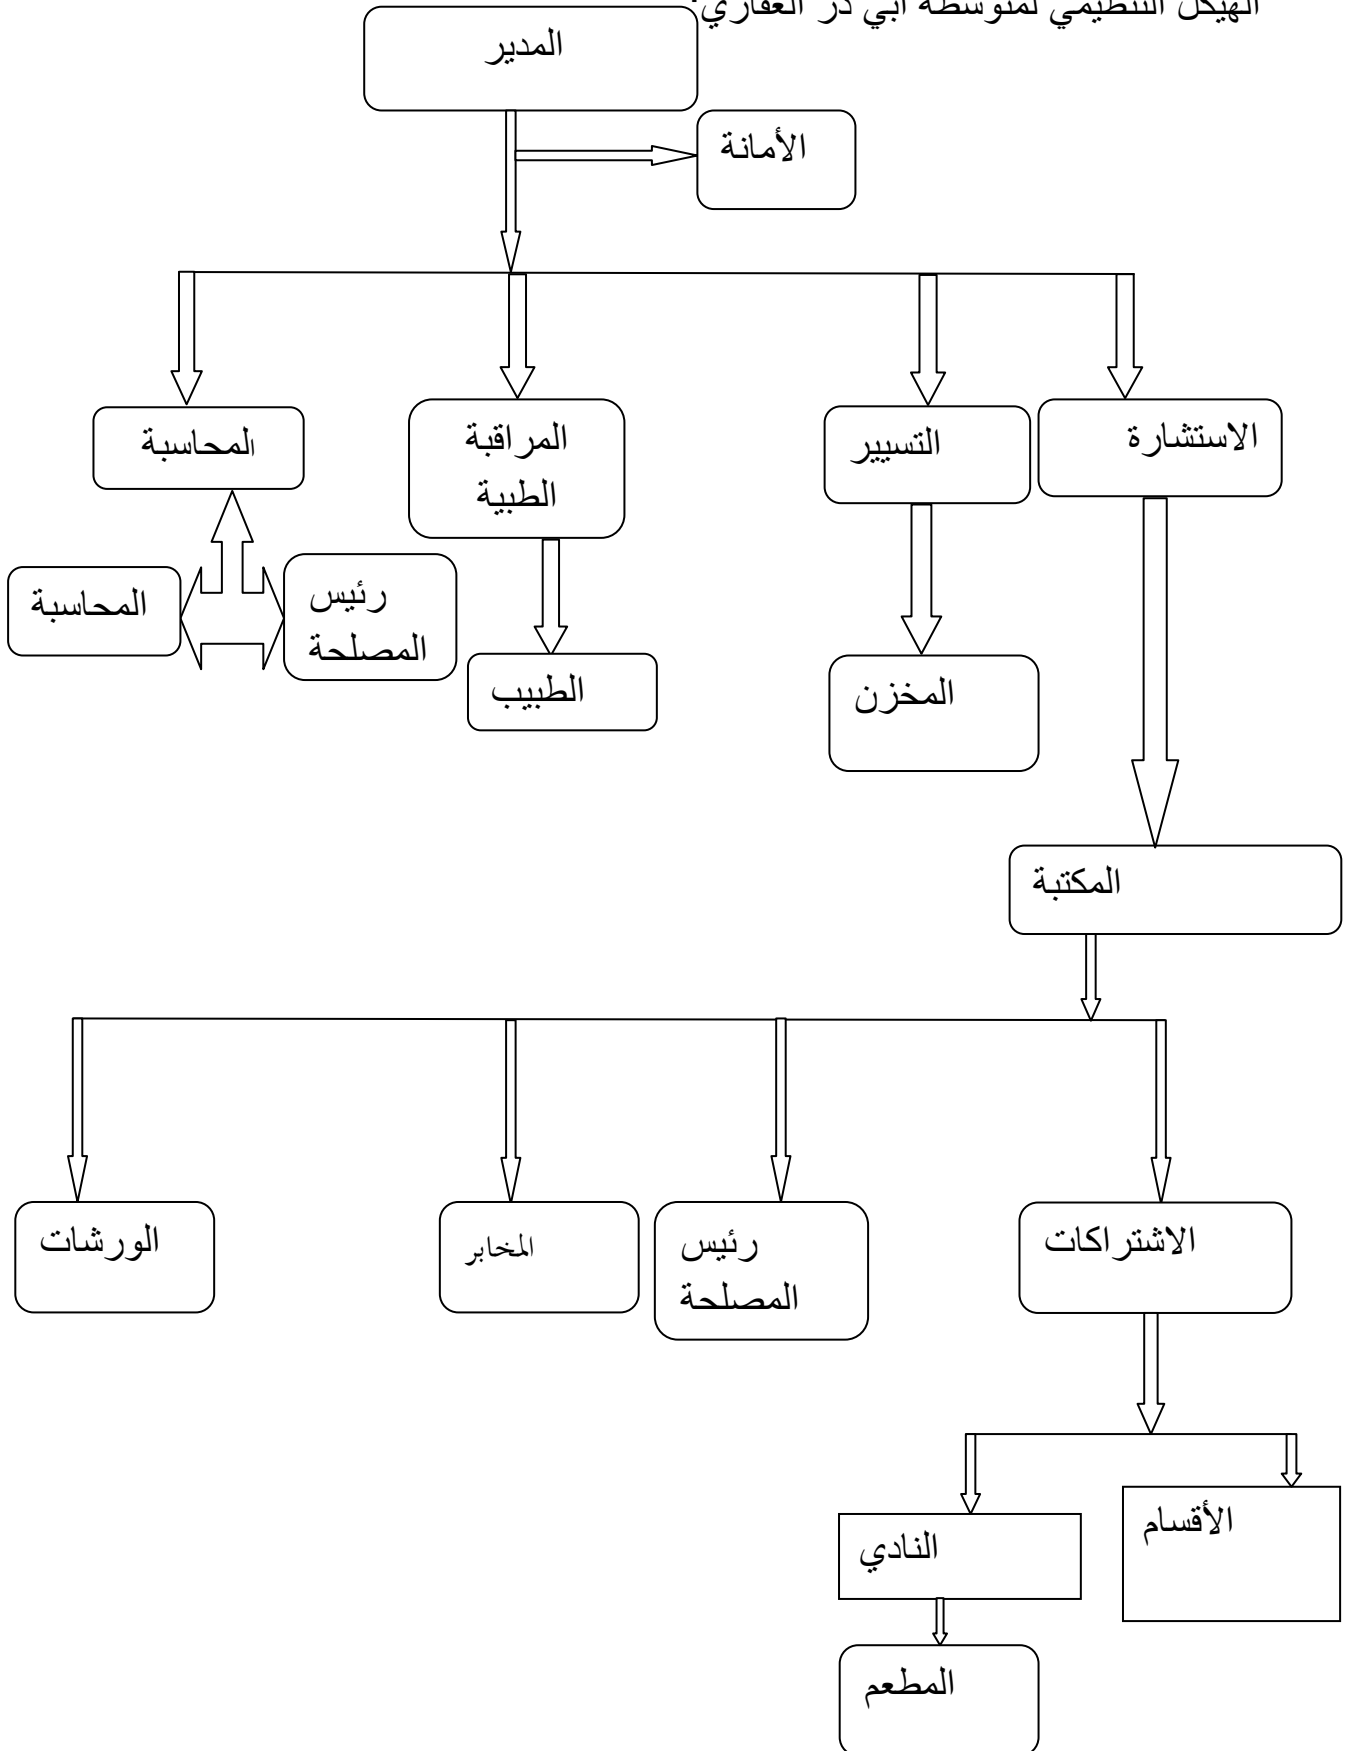 الهيكل التنظيمي لمتوسطة أبي ذر الغفاري:
المدير
الأمانة
الاستشارة
التسيير
المراقبة
الطبية
المحاسبة
رئيس
المصلحة
المحاسبة
الطبيب
المخزن
المكتبة
الاشتراكات
رئيس
المصلحة
المخابر
الورشات
الأقسام
النادي
المطعم